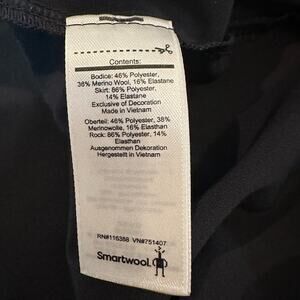 Contents:
Bodice: 46% Polyester,
38% Merino Wool, 16% Elastane
Skirt: 86% Polyester,
14% Elastane
Exclusive of Decoration
Made in Vietnam
Oberteil: 46% Polyester, 38%
Merinowolle, 16% Elasthan
Rock: 86% Polyester, 14%
Elasthan
Ausgenommen Dekoration
Hergestellt in Vietnam
RN#116388 VN#751407
Smartwool.